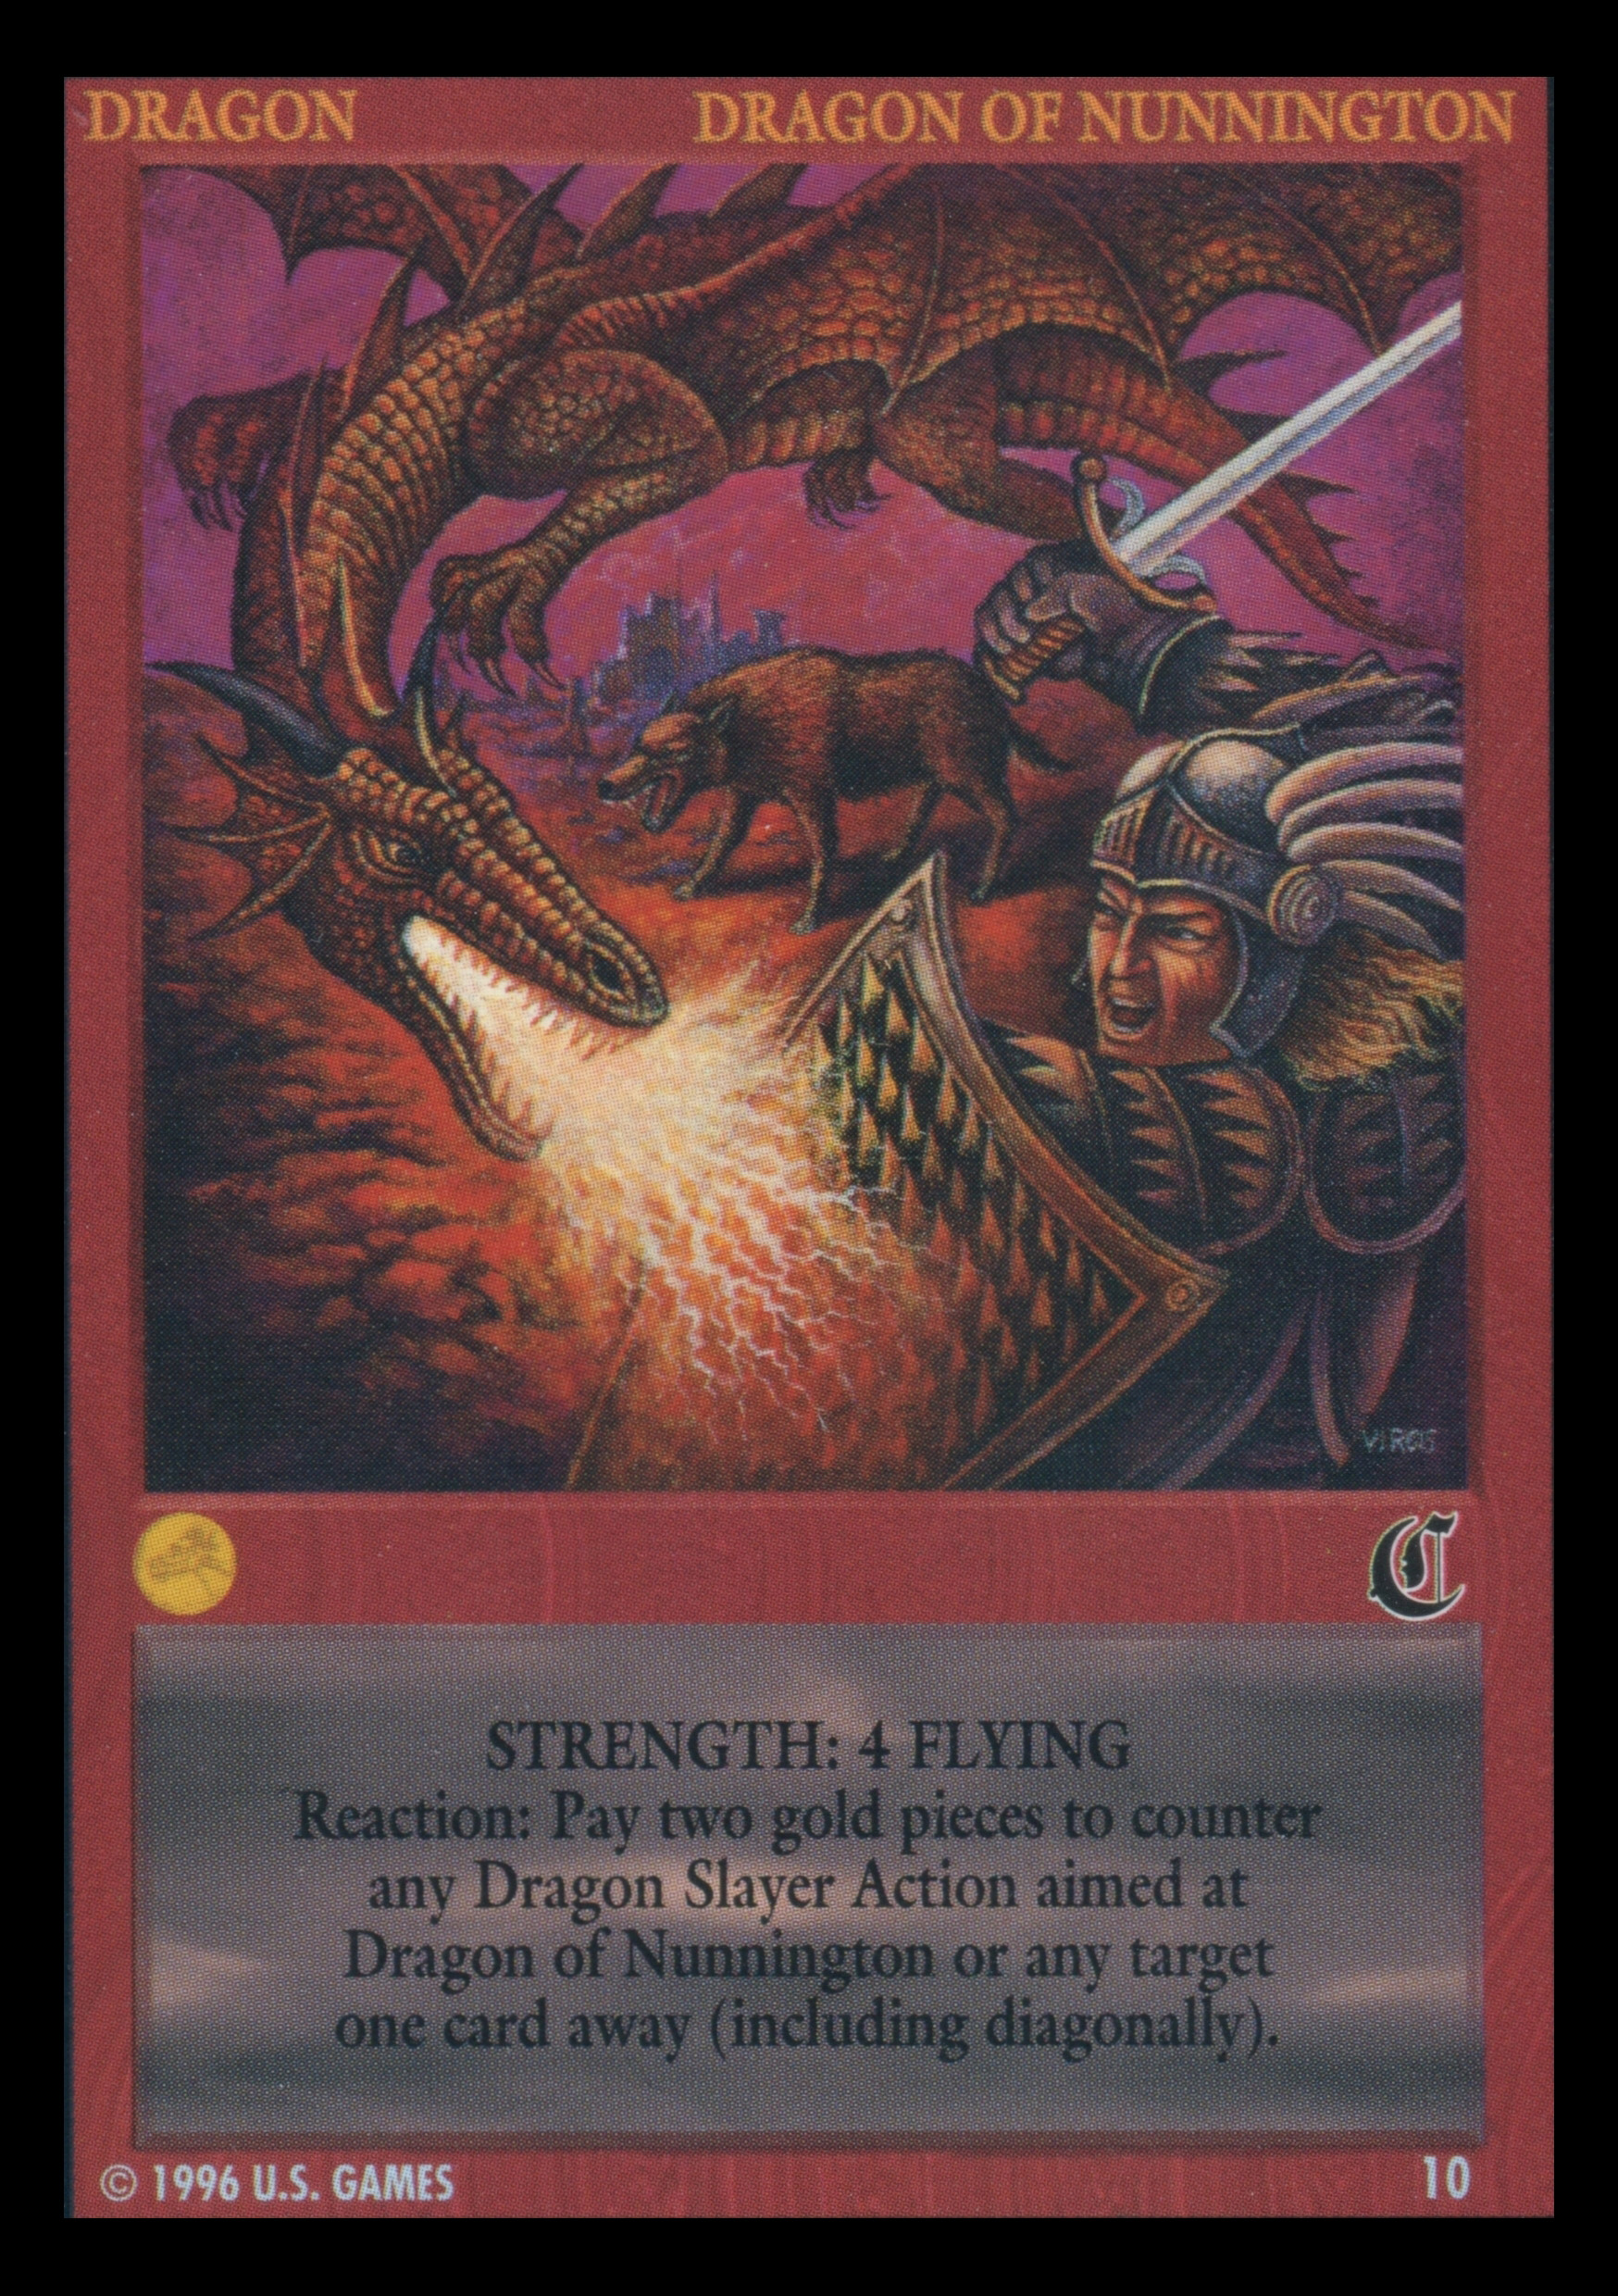 DRAGON
DRAGON OF NUNNINGTON
VIRGS
C
STRENGTH: 4 FLYING
Reaction: Pay two gold pieces to counter
any Dragon Slayer Action aimed at
Dragon of Nunnington or any target
one card away (including diagonally).
© 1996 U.S. GAMES
10